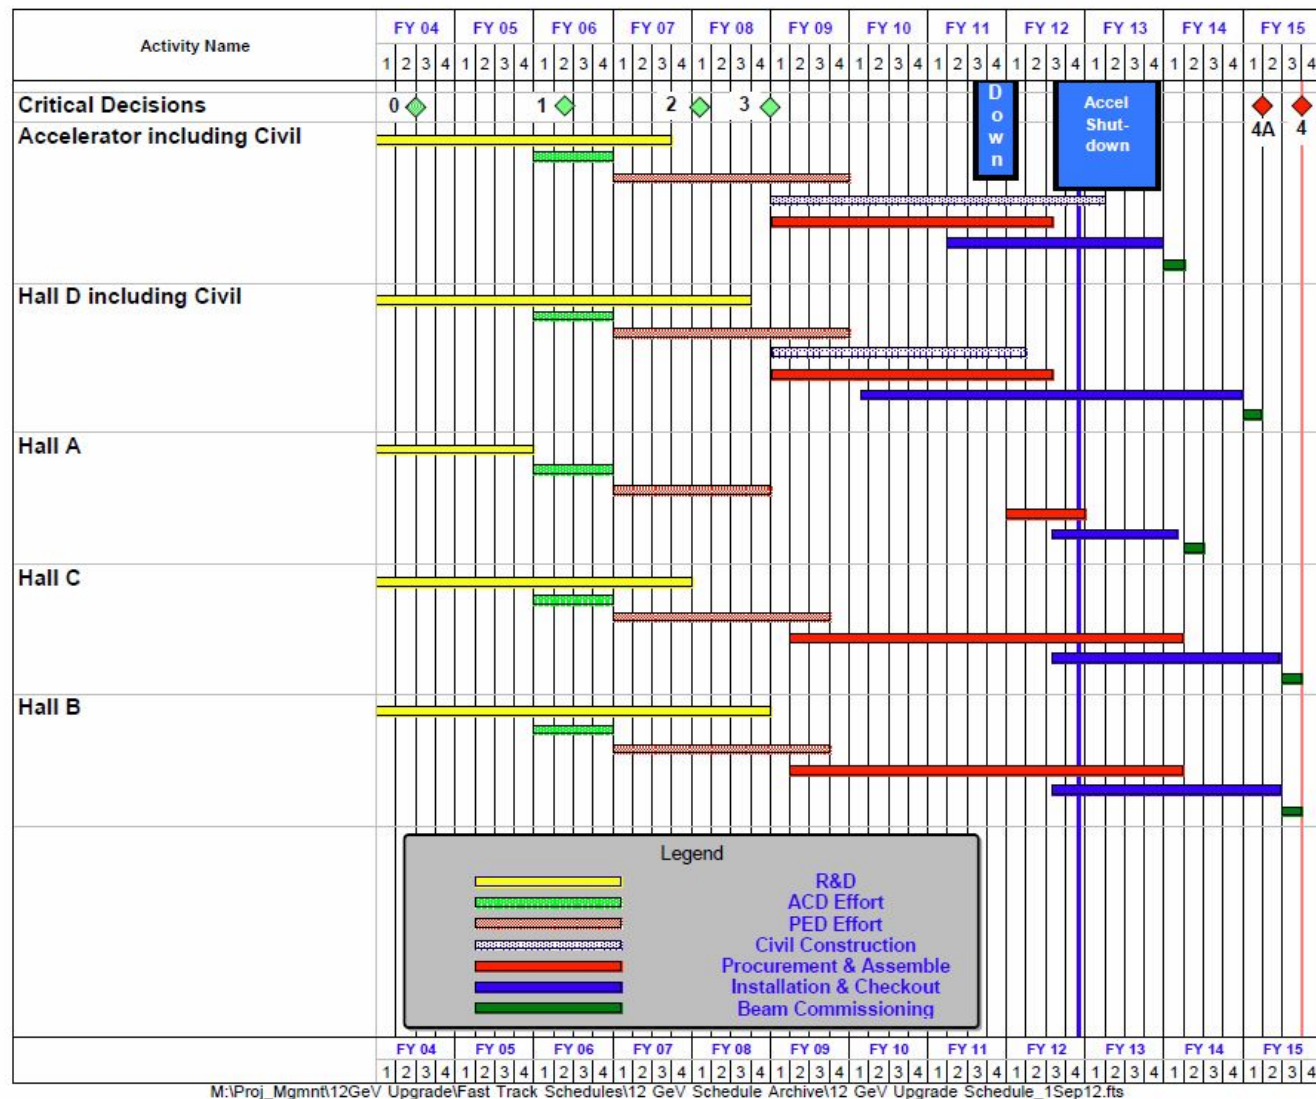 FY 04 FY 05 FY 06 FY 07 FY 08 FY 09 FY 10 FY 11 FY 12 FY 13 FY 14 FY 15
Activity Name
1 2 3 4 1 2 3 4 1 2 3 4 1 2 3 4 1 2 3 4 1 2 3 4 1 2 3 4 1 2 3 4 1 2 3 4 1 2 3 4 1 2 3 4 1 2 3 4
Critical Decisions 0 1 2 3
Down
Accel
Shut-
down
4A 4
Accelerator including Civil
Hall D including Civil
Hall A
Hall C
Hall B
Legend
R&D
ACD Effort
PED Effort
Civil Construction
Procurement & Assemble
Installation & Checkout
Beam Commissioning
FY 04 FY 05 FY 06 FY 07 FY 08 FY 09 FY 10 FY 11 FY 12 FY 13 FY 14 FY 15
1 2 3 4 1 2 3 4 1 2 3 4 1 2 3 4 1 2 3 4 1 2 3 4 1 2 3 4 1 2 3 4 1 2 3 4 1 2 3 4 1 2 3 4 1 2 3 4
M:\Proj_Mgmnt\12GeV Upgrade\Fast Track Schedules\12 GeV Schedule Archive\12 GeV Upgrade Schedule_1Sep12.fts